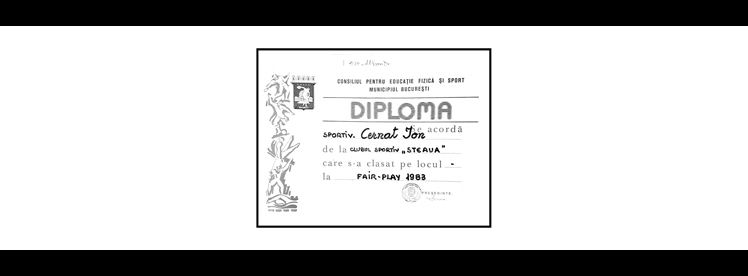 CONSILIUL PENTRU EDUCAȚIE FIZICĂ ȘI SPORT
MUNICIPIUL BUCUREȘTI
DIPLOMA
Se acordă
SPORTIV. Cernat Ion
de la CLUBUL SPORTIV „STEAUA"
care s-a clasat pe locul -
la FAIR-PLAY 1983
PREȘEDINTE,